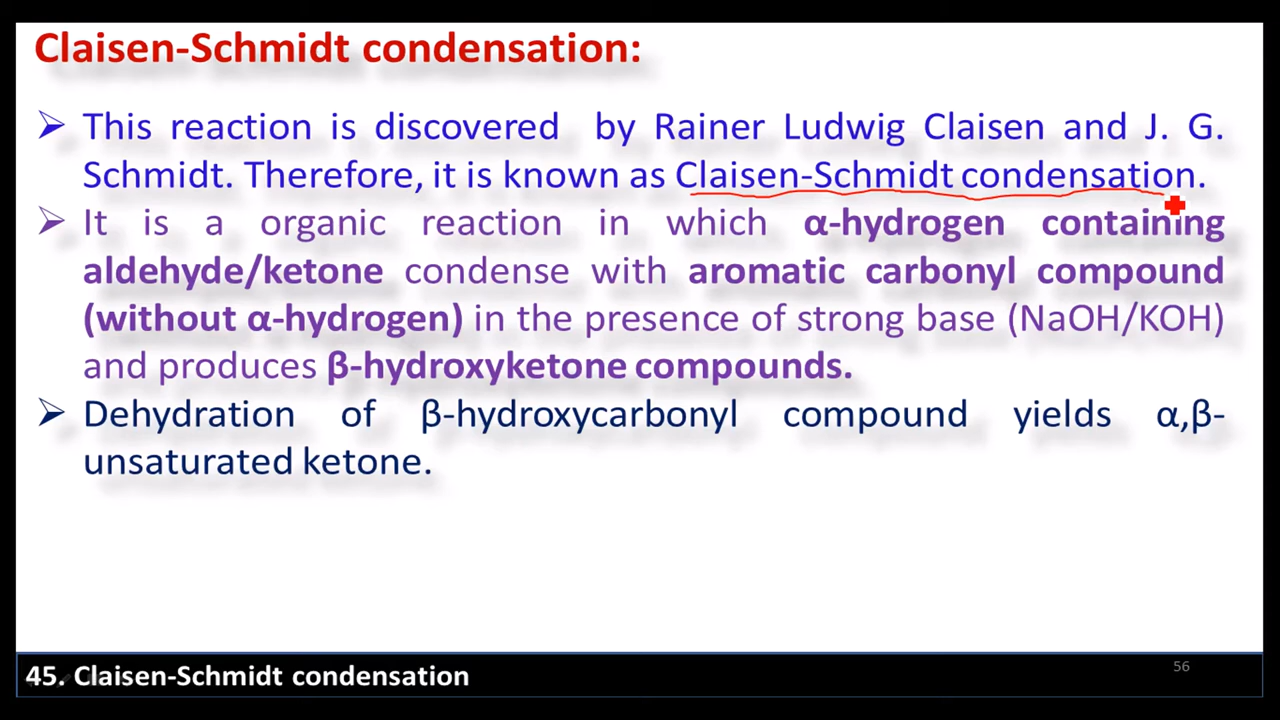 Claisen-Schmidt condensation:
This reaction is discovered by Rainer Ludwig Claisen and J. G.
Schmidt. Therefore, it is known as Claisen-Schmidt condensation.
It is a organic reaction in which α-hydrogen containing
aldehyde/ketone condense with aromatic carbonyl compound
(without α-hydrogen) in the presence of strong base (NaOH/KOH)
and produces β-hydroxyketone compounds.
Dehydration of β-hydroxycarbonyl compound yields α,β-
unsaturated ketone.
56
45. Claisen-Schmidt condensation